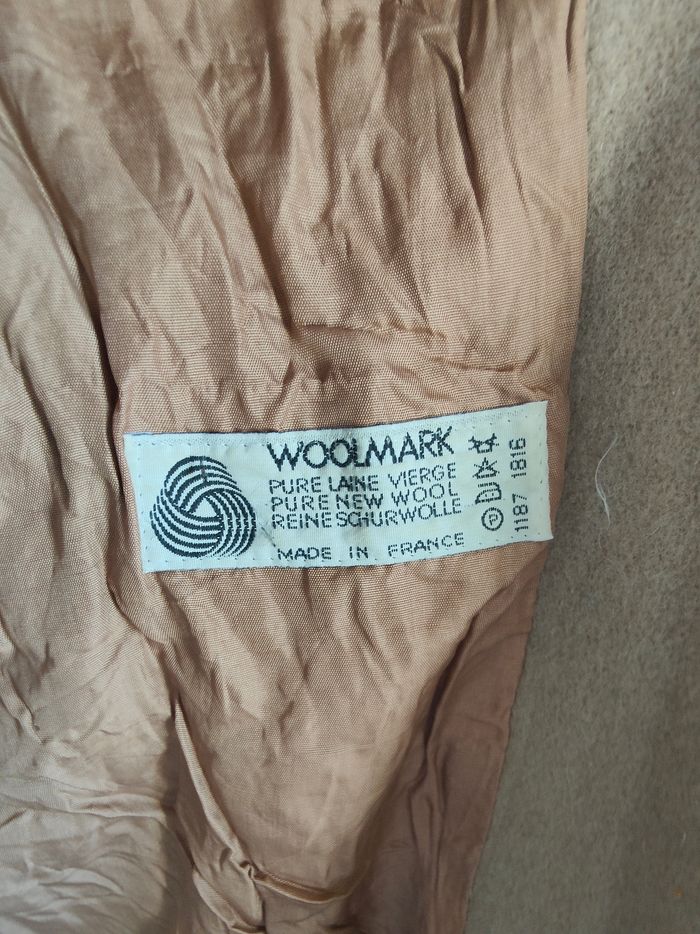 WOOLMARK
PURE LAINE VIERGE
PURE NEW WOOL
REINE SCHURWOLLE
MADE IN FRANCE
P
1187 1816